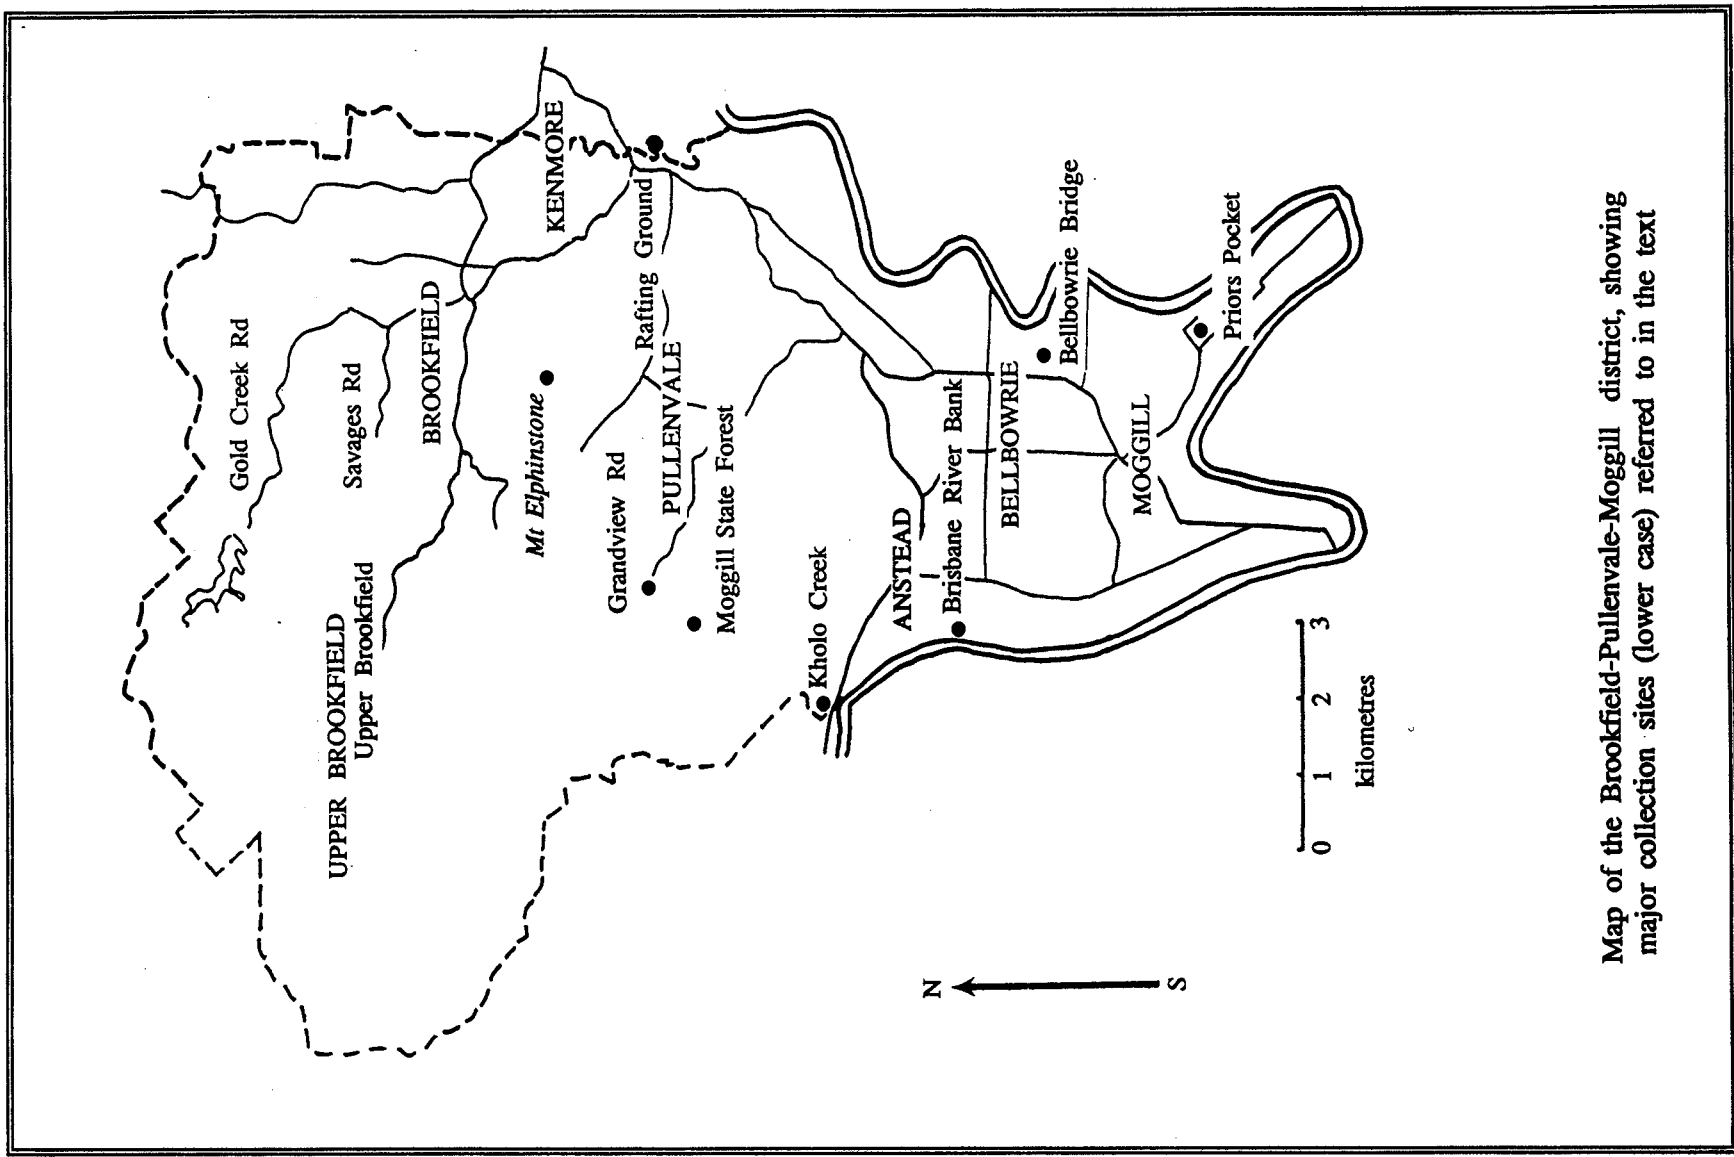 Gold Creek Rd
Savages Rd
BROOKFIELD
KENMORE
UPPER BROOKFIELD
Upper Brookfield
Mt Elphinstone
Rafting Ground
Grandview Rd
PULLENVALE
Moggill State Forest
Kholo Creek
ANSTEAD
Brisbane River Bank
BELLBOWRIE
Bellbowrie Bridge
MOGGILL
Priors Pocket
N
S
0 1 2 3
kilometres
Map of the Brookfield-Pullenvale-Moggill district, showing
major collection sites (lower case) referred to in the text